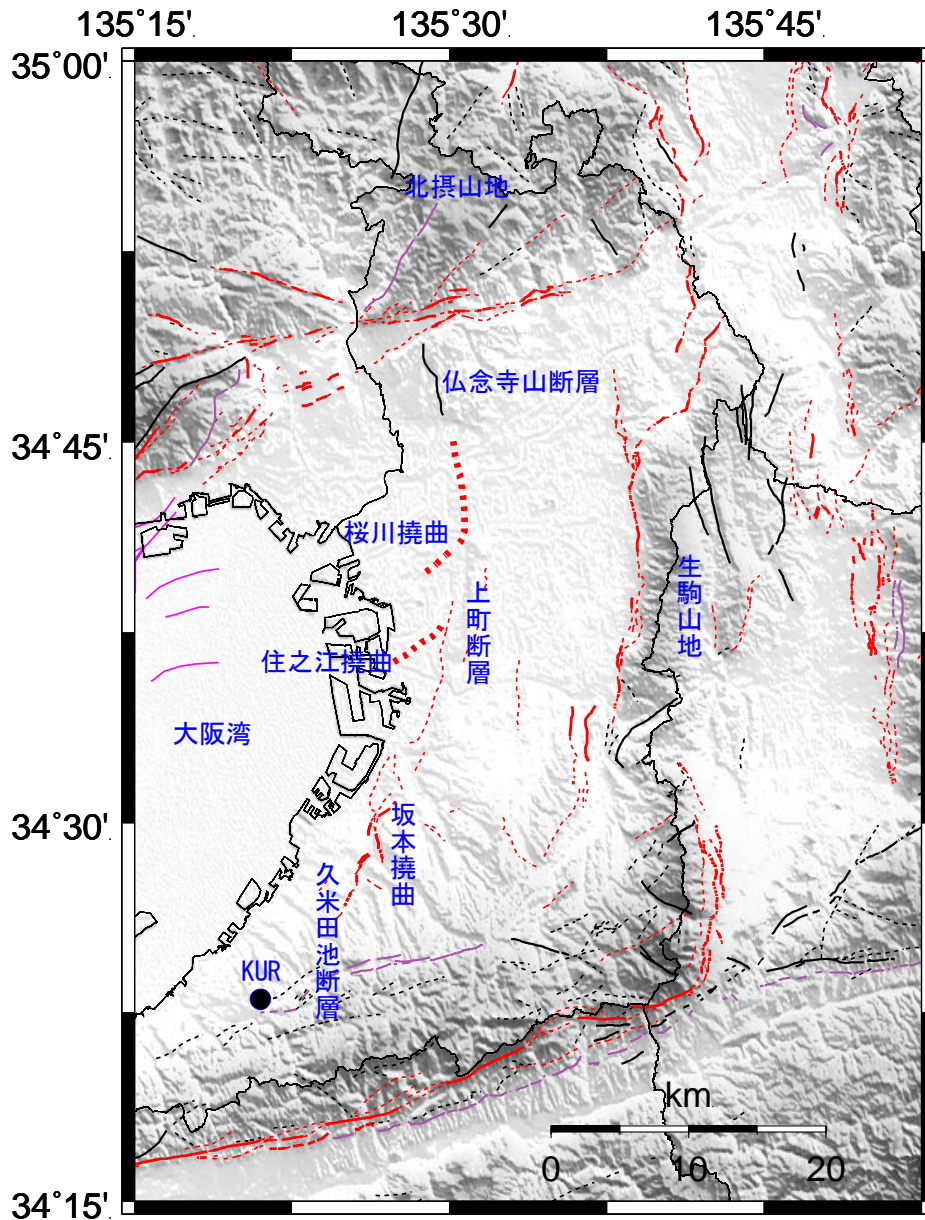 135°15'
135°30'
135°45'
35°00'
北摂山地
仏念寺山断層
34°45'
桜川撓曲
上町断層
生駒山地
住之江撓曲
大阪湾
34°30'
坂本撓曲
久米田池断層
KUR
km
0
10
20
34°15'